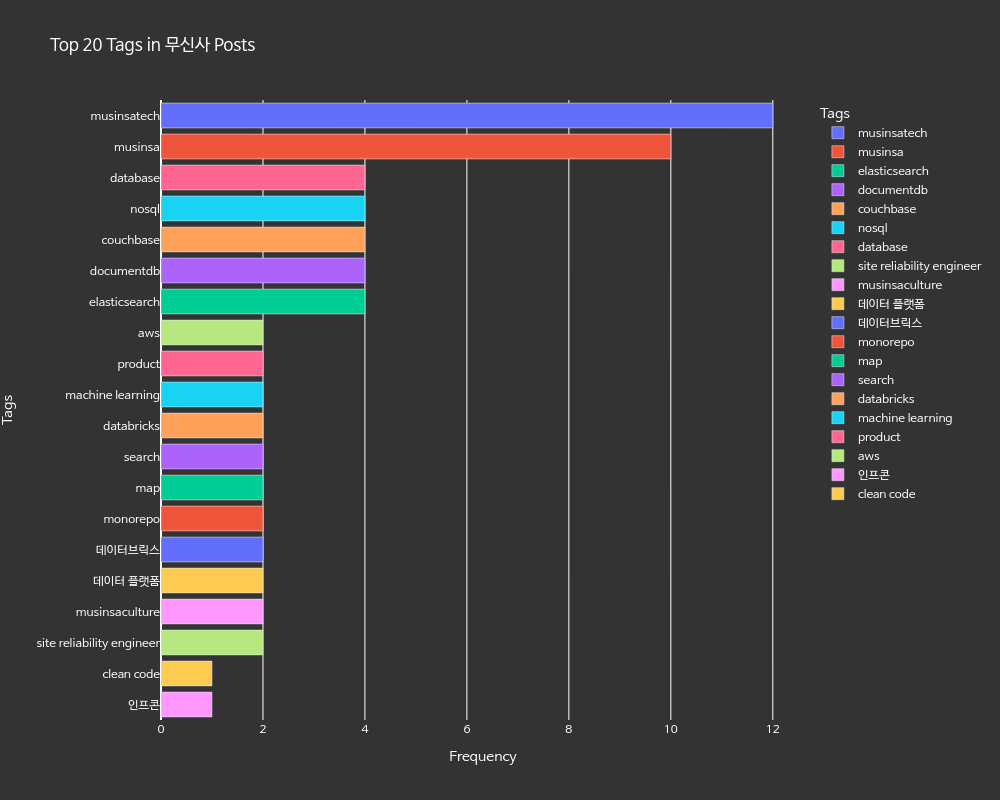 Top 20 Tags in 무신사 Posts
Tags
musinsatech
musinsa
database
nosql
couchbase
documentdb
elasticsearch
aws
product
machine learning
databricks
search
map
monorepo
데이터브릭스
데이터 플랫폼
musinsaculture
site reliability engineer
clean code
인프콘
0 2 4 6 8 10 12
Frequency
Tags
musinsatech
musinsa
elasticsearch
documentdb
couchbase
nosql
database
site reliability engineer
musinsaculture
데이터 플랫폼
데이터브릭스
monorepo
map
search
databricks
machine learning
product
aws
인프콘
clean code